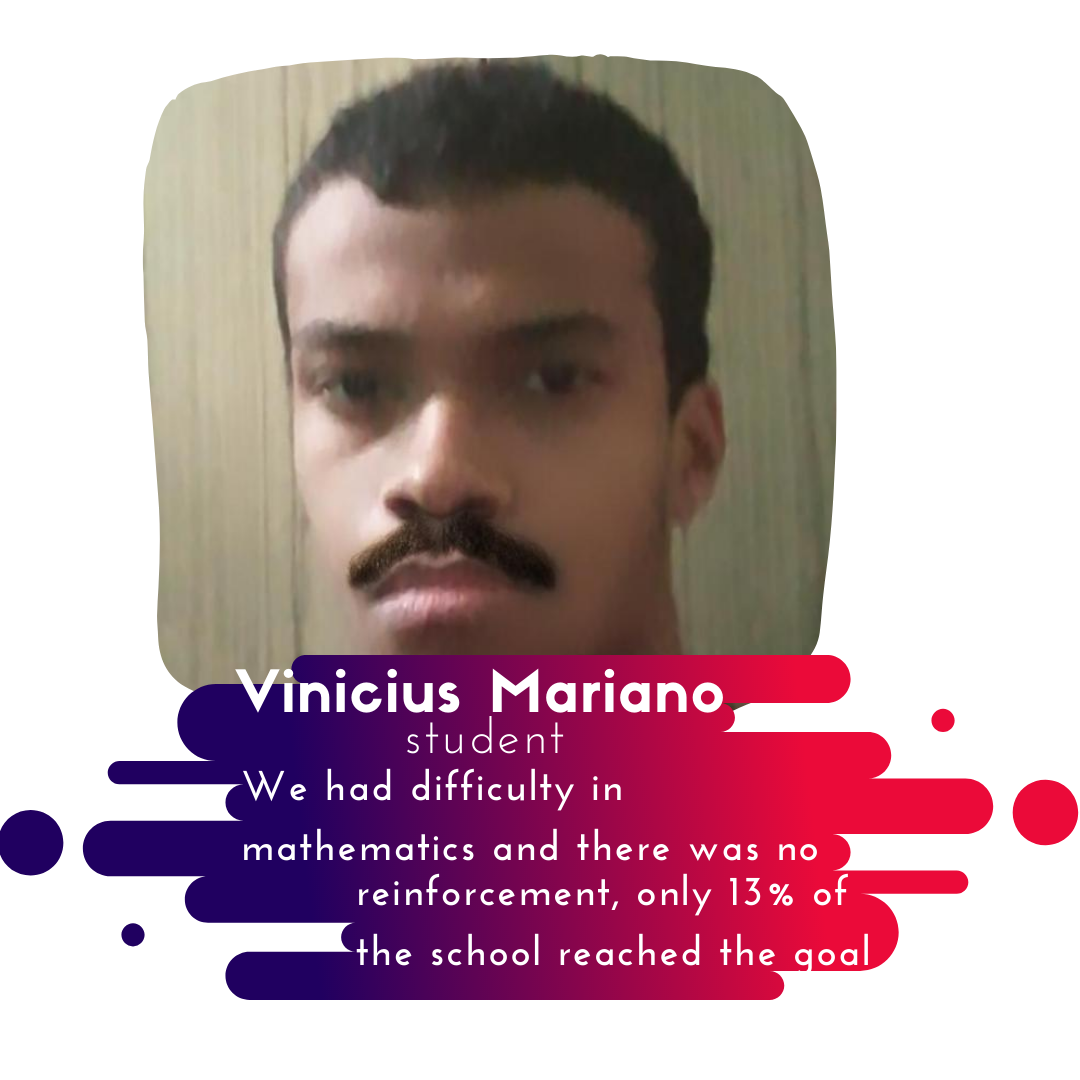 Vinicius Mariano
student
We had difficulty in
mathematics and there was no
reinforcement, only 13% of
the school reached the goal